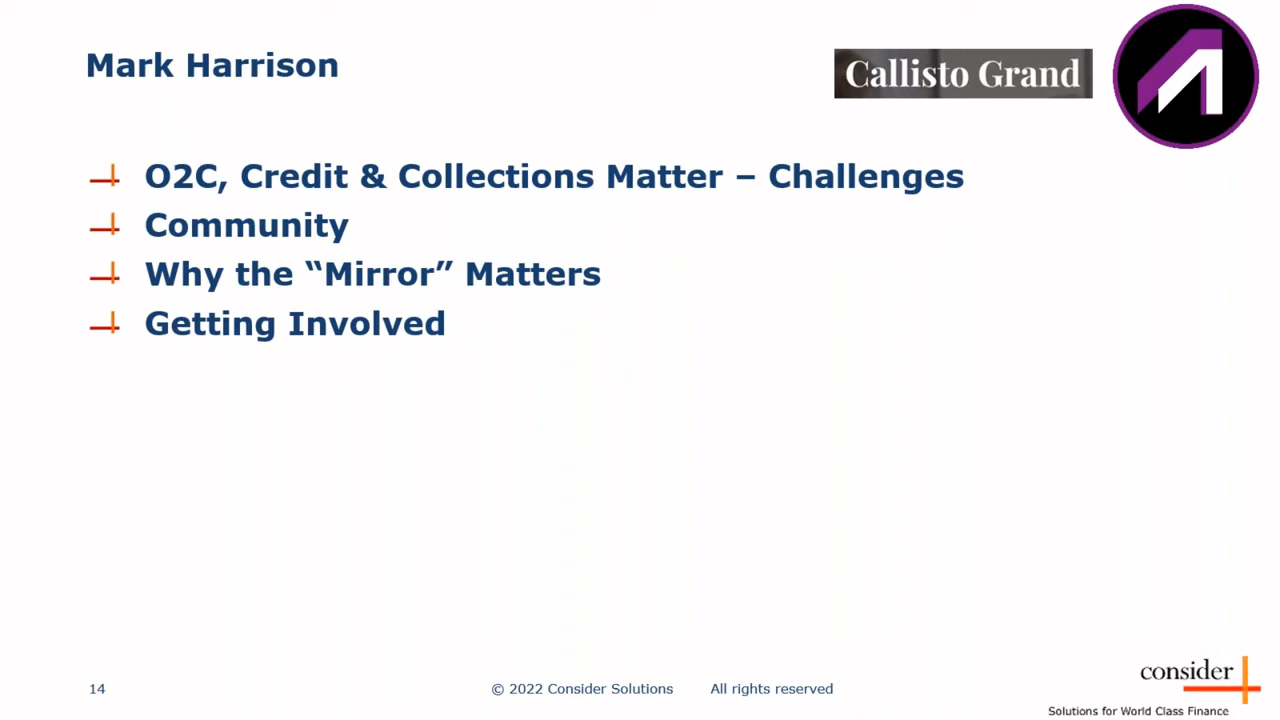 Mark Harrison
Callisto Grand
O2C, Credit & Collections Matter – Challenges
Community
Why the “Mirror” Matters
Getting Involved
14
© 2022 Consider Solutions All rights reserved
consider
Solutions for World Class Finance